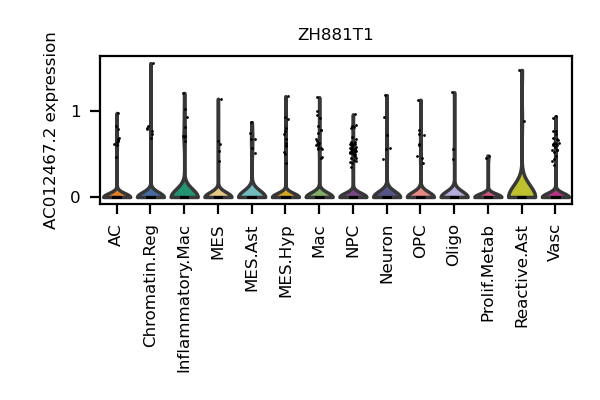 ZH881T1
AC012467.2 expression
1
0
AC
Chromatin.Reg
Inflammatory.Mac
MES
MES.Ast
MES.Hyp
Mac
NPC
Neuron
OPC
Oligo
Prolif.Metab
Reactive.Ast
Vasc